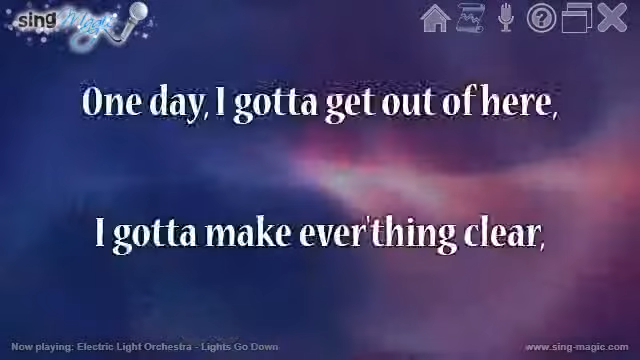 sing Magic
One day, I gotta get out of here,
I gotta make ever'thing clear,
Now playing: Electric Light Orchestra - Lights Go Down
www.sing-magic.com